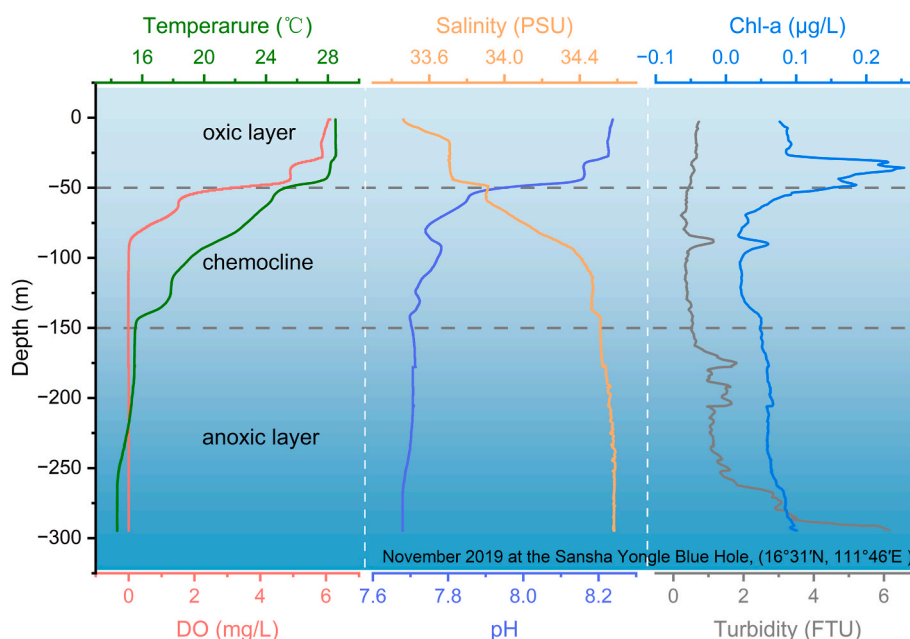 Temperarure (℃)
Salinity (PSU)
Chl-a (μg/L)
16 20 24 28
33.6 34.0 34.4
−0.1 0.0 0.1 0.2
Depth (m)
0
−50
−100
−150
−200
−250
−300
oxic layer
chemocline
anoxic layer
November 2019 at the Sansha Yongle Blue Hole, (16°31′N, 111°46′E )
0 2 4 6
7.6 7.8 8.0 8.2
0 2 4 6
DO (mg/L)
pH
Turbidity (FTU)